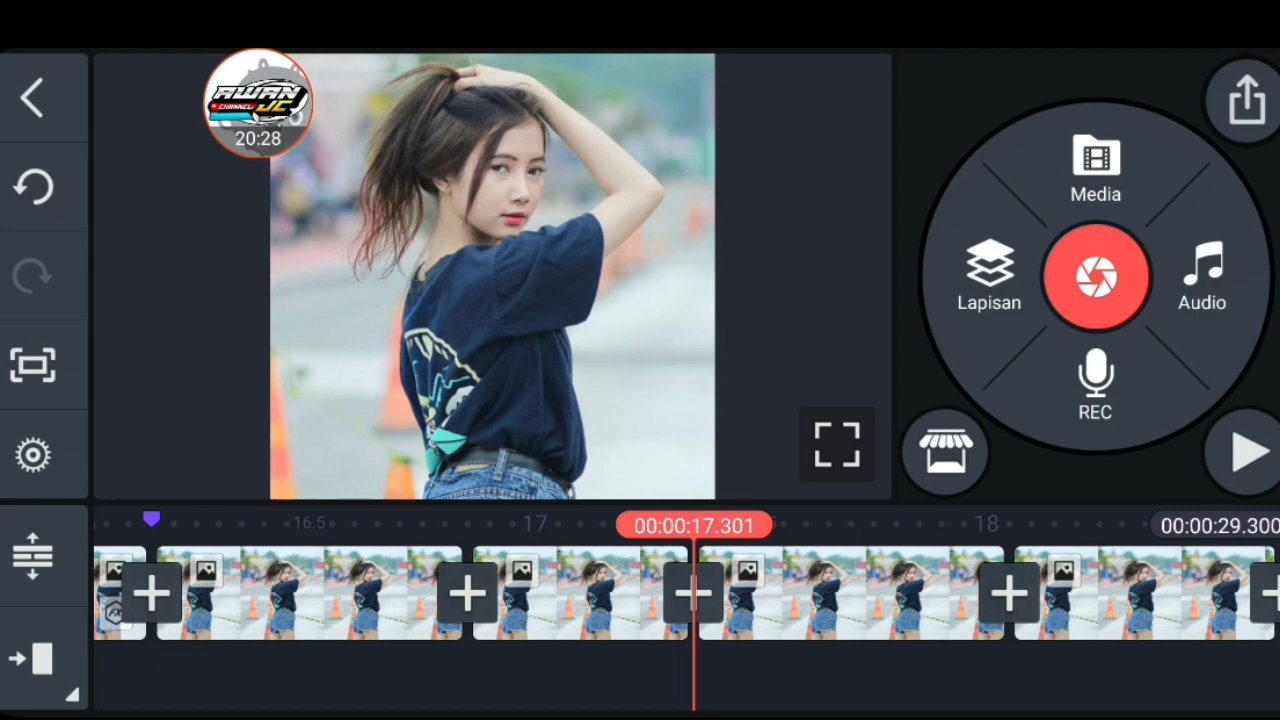 AWAN
CHANNEL JC
20:28
Media
Lapisan
Audio
REC
16.5
17
00:00:17.301
18
00:00:29.300